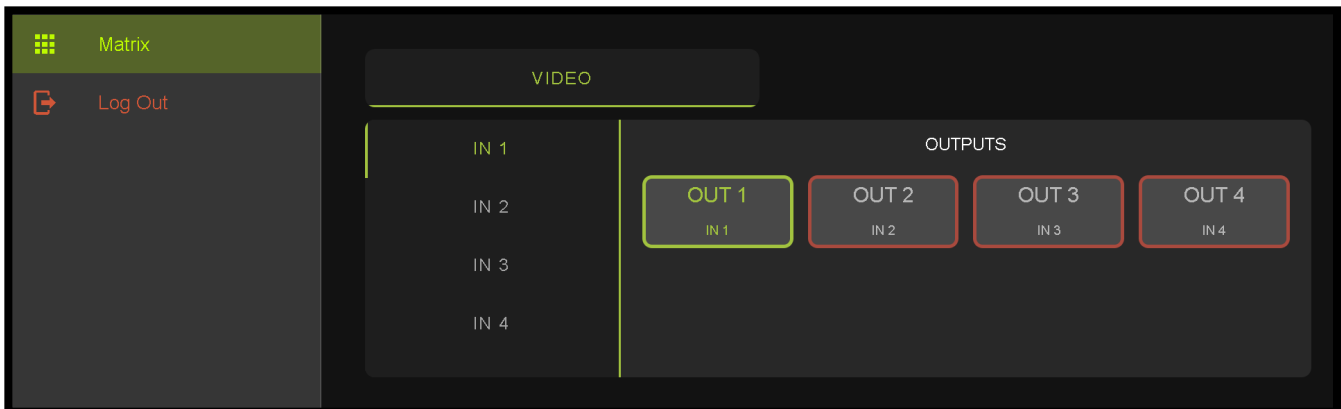 Matrix
Log Out
VIDEO
IN 1
IN 2
IN 3
IN 4
OUTPUTS
OUT 1
IN 1
OUT 2
IN 2
OUT 3
IN 3
OUT 4
IN 4